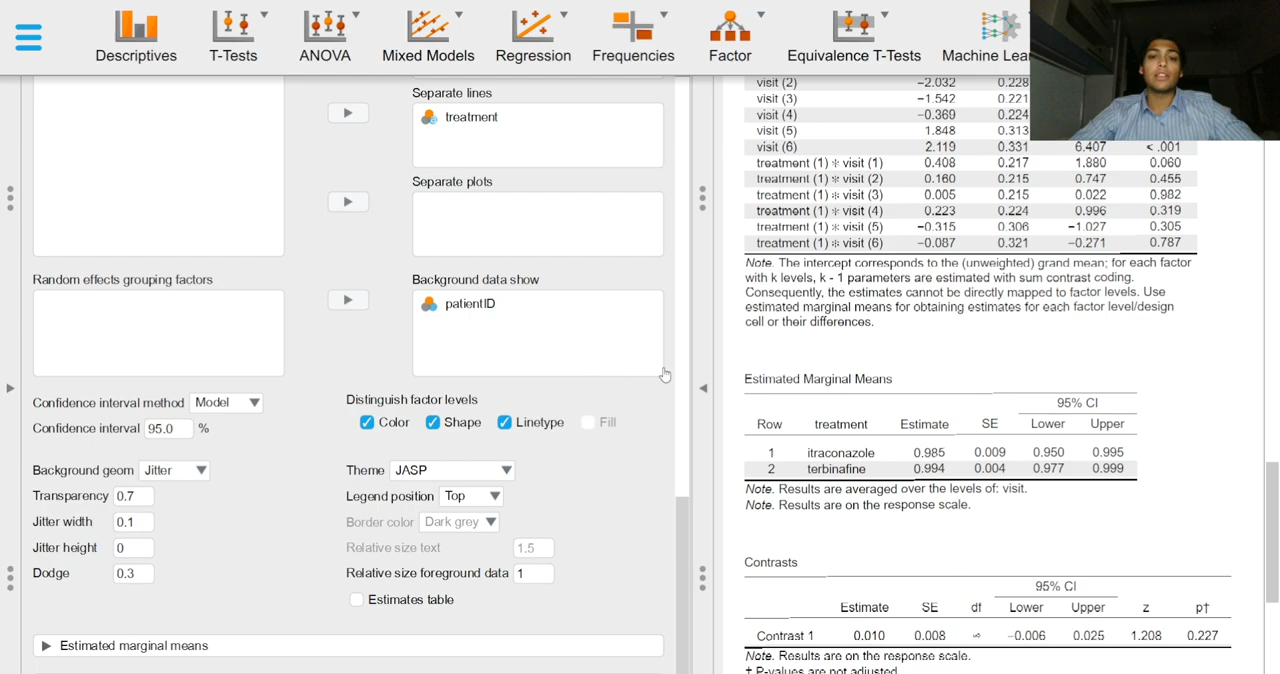 Descriptives
T-Tests
ANOVA
Mixed Models
Regression
Frequencies
Factor
Equivalence T-Tests
Machine Lea
Separate lines
treatment
Separate plots
Random effects grouping factors
Background data show
patientID
Confidence interval method Model
Confidence interval 95.0 %
Distinguish factor levels
Color Shape Linetype Fill
Background geom Jitter
Transparency 0.7
Jitter width 0.1
Jitter height 0
Dodge 0.3
Theme JASP
Legend position Top
Border color Dark grey
Relative size text 1.5
Relative size foreground data 1
Estimates table
Estimated marginal means
visit (2) −2.032 0.228
visit (3) −1.542 0.221
visit (4) −0.369 0.224
visit (5) 1.848 0.313
visit (6) 2.119 0.331 6.407 < .001
treatment (1) ✻ visit (1) 0.408 0.217 1.880 0.060
treatment (1) ✻ visit (2) 0.160 0.215 0.747 0.455
treatment (1) ✻ visit (3) 0.005 0.215 0.022 0.982
treatment (1) ✻ visit (4) 0.223 0.224 0.996 0.319
treatment (1) ✻ visit (5) −0.315 0.306 −1.027 0.305
treatment (1) ✻ visit (6) −0.087 0.321 −0.271 0.787
Note. The intercept corresponds to the (unweighted) grand mean; for each factor
with k levels, k - 1 parameters are estimated with sum contrast coding.
Consequently, the estimates cannot be directly mapped to factor levels. Use
estimated marginal means for obtaining estimates for each factor level/design
cell or their differences.
Estimated Marginal Means
95% CI
Row treatment Estimate SE Lower Upper
1 itraconazole 0.985 0.009 0.950 0.995
2 terbinafine 0.994 0.004 0.977 0.999
Note. Results are averaged over the levels of: visit.
Note. Results are on the response scale.
Contrasts
95% CI
Estimate SE df Lower Upper z p†
Contrast 1 0.010 0.008 ∞ −0.006 0.025 1.208 0.227
Note. Results are on the response scale.
† P-values are not adjusted.